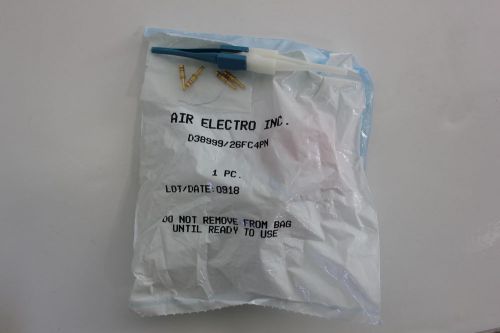 AIR ELECTRO INC.
D38999/26FC4PN
1 PC.
LOT/DATE:0918
DO NOT REMOVE FROM BAG
UNTIL READY TO USE